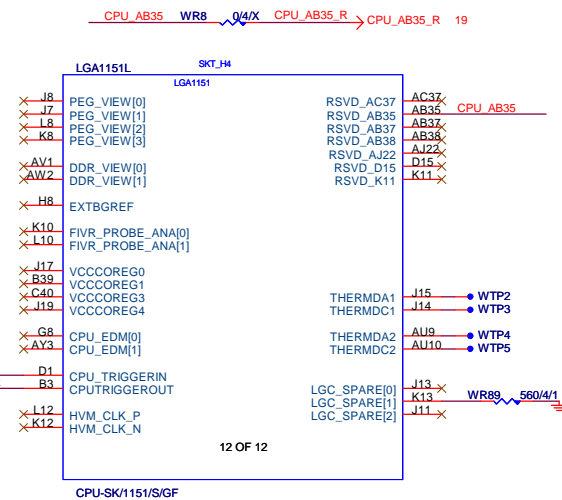 CPU_AB35 WR8 0/4/X CPU_AB35_R CPU_AB35_R 19
LGA1151L SKT_H4
LGA1151
J8 PEG_VIEW[0] RSVD_AC37 AC37
J7 PEG_VIEW[1] RSVD_AB35 AB35 CPU_AB35
L8 PEG_VIEW[2] RSVD_AB37 AB37
K8 PEG_VIEW[3] RSVD_AB38 AB38
RSVD_AJ22 AJ22
AV1 DDR_VIEW[0] RSVD_D15 D15
AW2 DDR_VIEW[1] RSVD_K11 K11
H8 EXTBGREF
K10 FIVR_PROBE_ANA[0]
L10 FIVR_PROBE_ANA[1]
J17 VCCCOREG0
B39 VCCCOREG1
C40 VCCCOREG3 THERMDA1 J15 WTP2
J19 VCCCOREG4 THERMDC1 J14 WTP3
G8 CPU_EDM[0] THERMDA2 AU9 WTP4
AY3 CPU_EDM[1] THERMDC2 AU10 WTP5
D1 CPU_TRIGGERIN
B3 CPUTRIGGEROUT LGC_SPARE[0] J13
LGC_SPARE[1] K13 WR89 560/4/1
L12 HVM_CLK_P LGC_SPARE[2] J11
K12 HVM_CLK_N
12 OF 12
CPU-SK/1151/S/GF